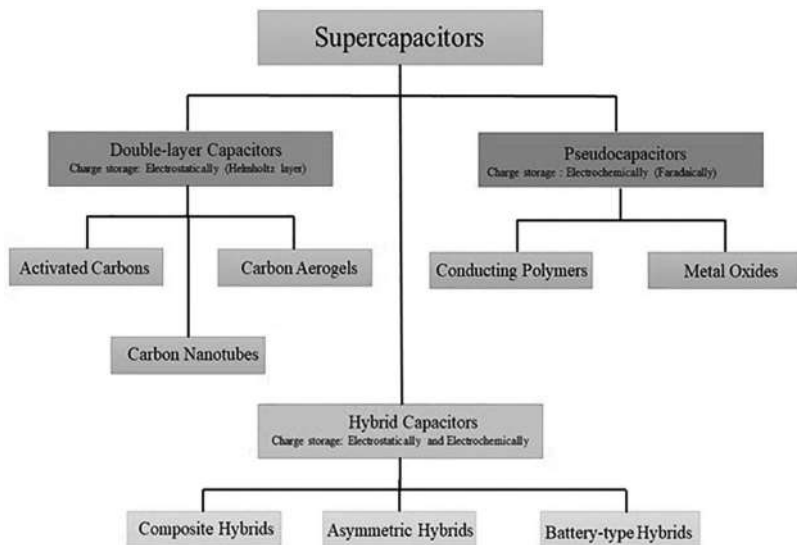 Supercapacitors
Double-layer Capacitors
Charge storage: Electrostatically (Helmholtz layer)
Pseudocapacitors
Charge storage : Electrochemically (Faradaically)
Activated Carbons
Carbon Aerogels
Conducting Polymers
Metal Oxides
Carbon Nanotubes
Hybrid Capacitors
Charge storage: Electrostatically and Electrochemically
Composite Hybrids
Asymmetric Hybrids
Battery-type Hybrids